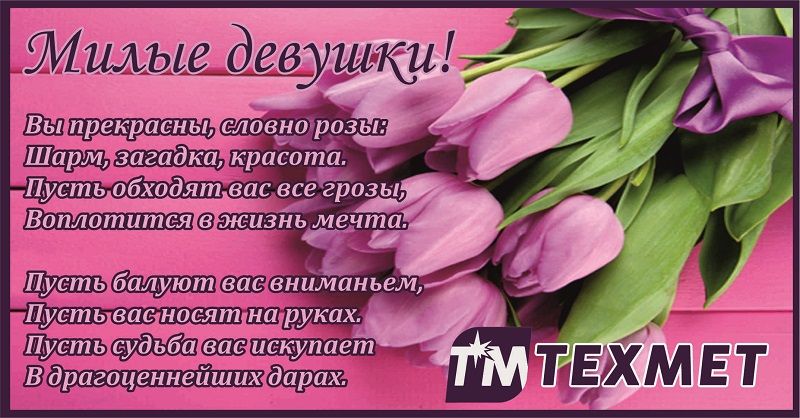 Милые девушки!
Вы прекрасны, словно розы:
Шарм, загадка, красота.
Пусть обходят вас все грозы,
Воплотится в жизнь мечта.
Пусть балуют вас вниманьем,
Пусть вас носят на руках.
Пусть судьба вас искупает
В драгоценнейших дарах.
ТМ ТЕХМЕТ